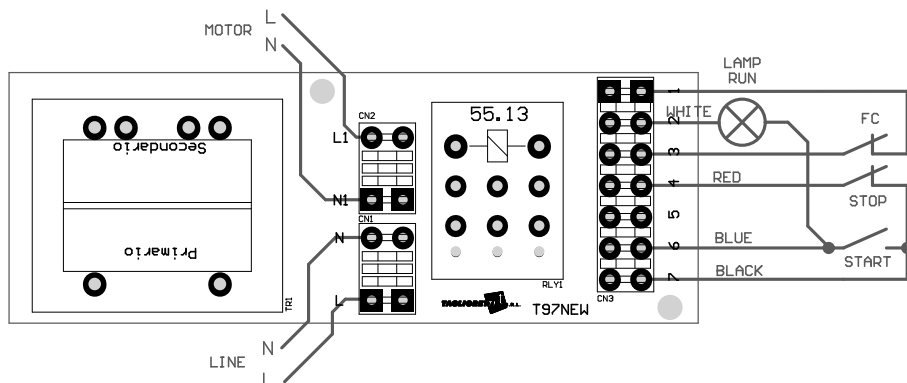 L
MOTOR
N
LAMP
RUN
CN2
55.13
1
WHITE
2
FC
L1
3
Secondario
RED
4
STOP
N1
5
CN1
N
BLUE
6
START
Primario
BLACK
7
RLY1
TR1
L
CN3
T97NEW
N
LINE
L